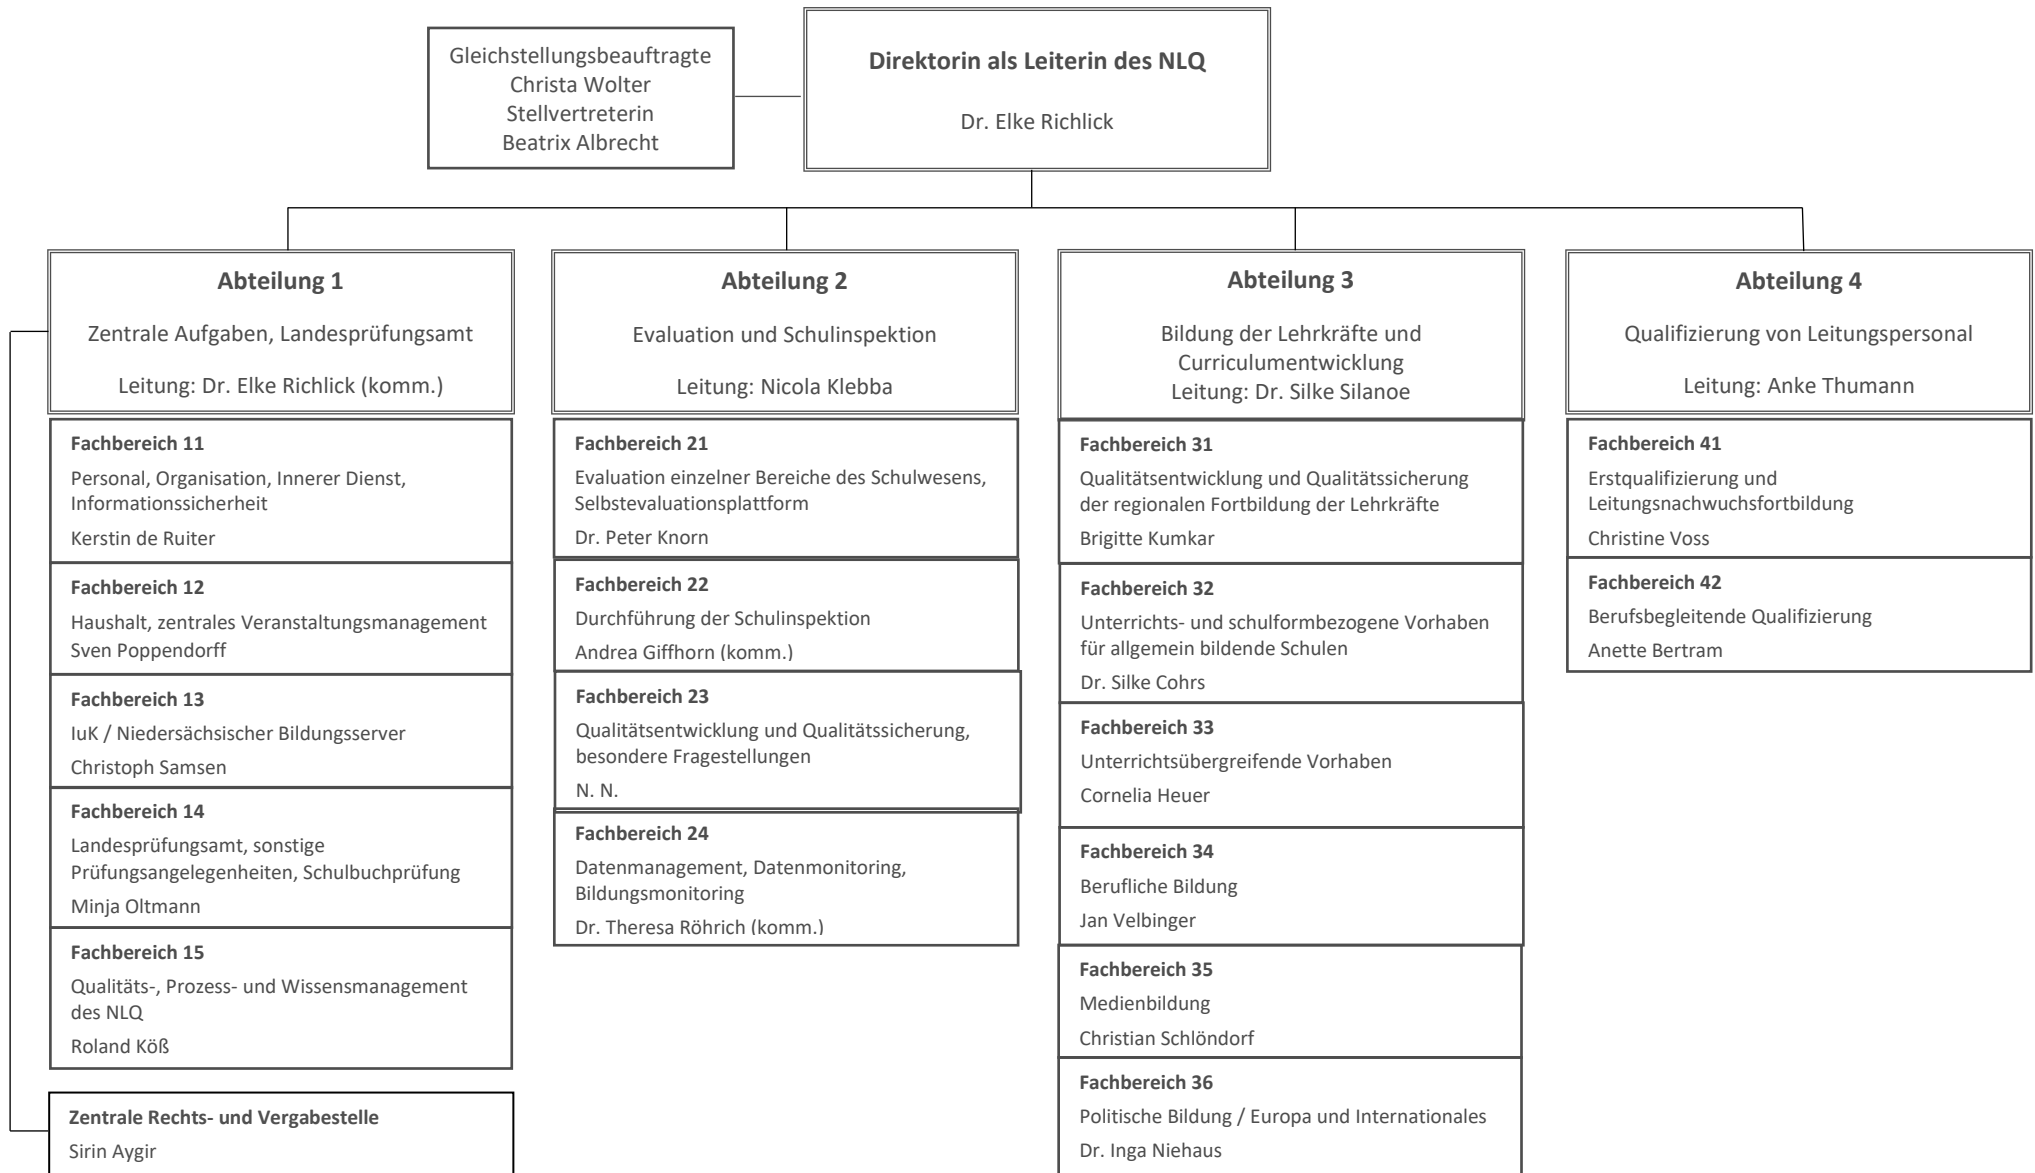 Gleichstellungsbeauftragte
Christa Wolter
Stellvertreterin
Beatrix Albrecht
Direktorin als Leiterin des NLQ
Dr. Elke Richlick
Abteilung 1
Zentrale Aufgaben, Landesprüfungsamt
Leitung: Dr. Elke Richlick (komm.)
Fachbereich 11
Personal, Organisation, Innerer Dienst,
Informationssicherheit
Kerstin de Ruiter
Fachbereich 12
Haushalt, zentrales Veranstaltungsmanagement
Sven Poppendorff
Fachbereich 13
IuK / Niedersächsischer Bildungsserver
Christoph Samsen
Fachbereich 14
Landesprüfungsamt, sonstige
Prüfungsangelegenheiten, Schulbuchprüfung
Minja Oltmann
Fachbereich 15
Qualitäts-, Prozess- und Wissensmanagement
des NLQ
Roland Köß
Zentrale Rechts- und Vergabestelle
Sirin Aygir
Abteilung 2
Evaluation und Schulinspektion
Leitung: Nicola Klebba
Fachbereich 21
Evaluation einzelner Bereiche des Schulwesens,
Selbstevaluationsplattform
Dr. Peter Knorn
Fachbereich 22
Durchführung der Schulinspektion
Andrea Giffhorn (komm.)
Fachbereich 23
Qualitätsentwicklung und Qualitätssicherung,
besondere Fragestellungen
N. N.
Fachbereich 24
Datenmanagement, Datenmonitoring,
Bildungsmonitoring
Dr. Theresa Röhrich (komm.)
Abteilung 3
Bildung der Lehrkräfte und
Curriculumentwicklung
Leitung: Dr. Silke Silanoe
Fachbereich 31
Qualitätsentwicklung und Qualitätssicherung
der regionalen Fortbildung der Lehrkräfte
Brigitte Kumkar
Fachbereich 32
Unterrichts- und schulformbezogene Vorhaben
für allgemein bildende Schulen
Dr. Silke Cohrs
Fachbereich 33
Unterrichtsübergreifende Vorhaben
Cornelia Heuer
Fachbereich 34
Berufliche Bildung
Jan Velbinger
Fachbereich 35
Medienbildung
Christian Schlöndorf
Fachbereich 36
Politische Bildung / Europa und Internationales
Dr. Inga Niehaus
Abteilung 4
Qualifizierung von Leitungspersonal
Leitung: Anke Thumann
Fachbereich 41
Erstqualifizierung und
Leitungsnachwuchsfortbildung
Christine Voss
Fachbereich 42
Berufsbegleitende Qualifizierung
Anette Bertram